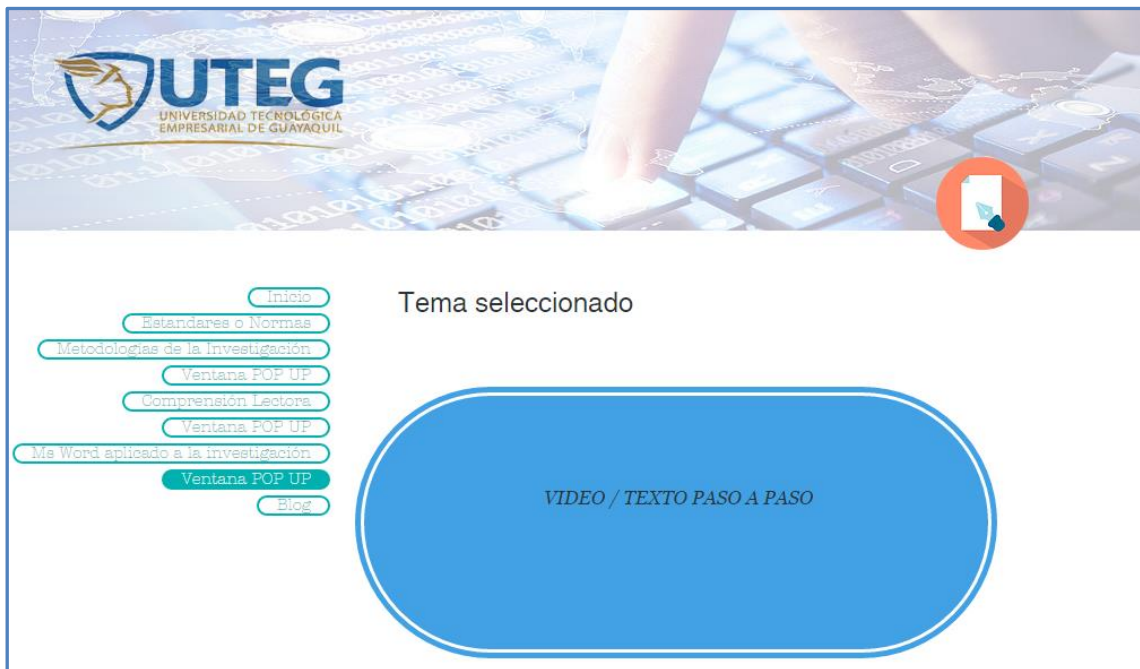 UTEG
UNIVERSIDAD TECNOLÓGICA
EMPRESARIAL DE GUAYAQUIL
Inicio
Estandares o Normas
Metodologías de la Investigación
Ventana POP UP
Comprensión Lectora
Ventana POP UP
Ms Word aplicado a la investigación
Ventana POP UP
Blog
Tema seleccionado
VIDEO / TEXTO PASO A PASO